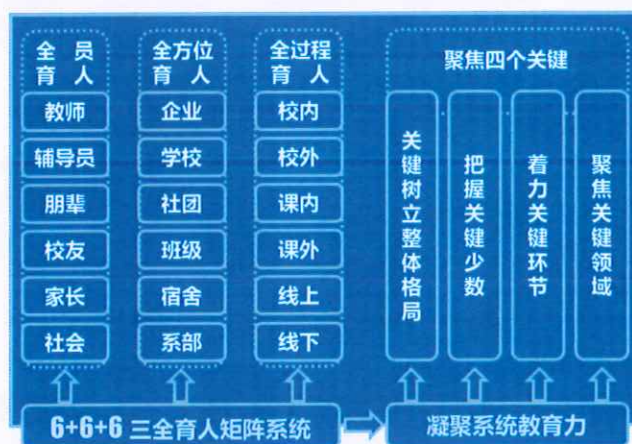 全员
育人
教师
辅导员
朋辈
校友
家长
社会
全方位
育人
企业
学校
社团
班级
宿舍
系部
全过程
育人
校内
校外
课内
课外
线上
线下
6+6+6 三全育人矩阵系统
聚焦四个关键
关键树立整体格局
把握关键少数
着力关键环节
聚焦关键领域
凝聚系统教育力